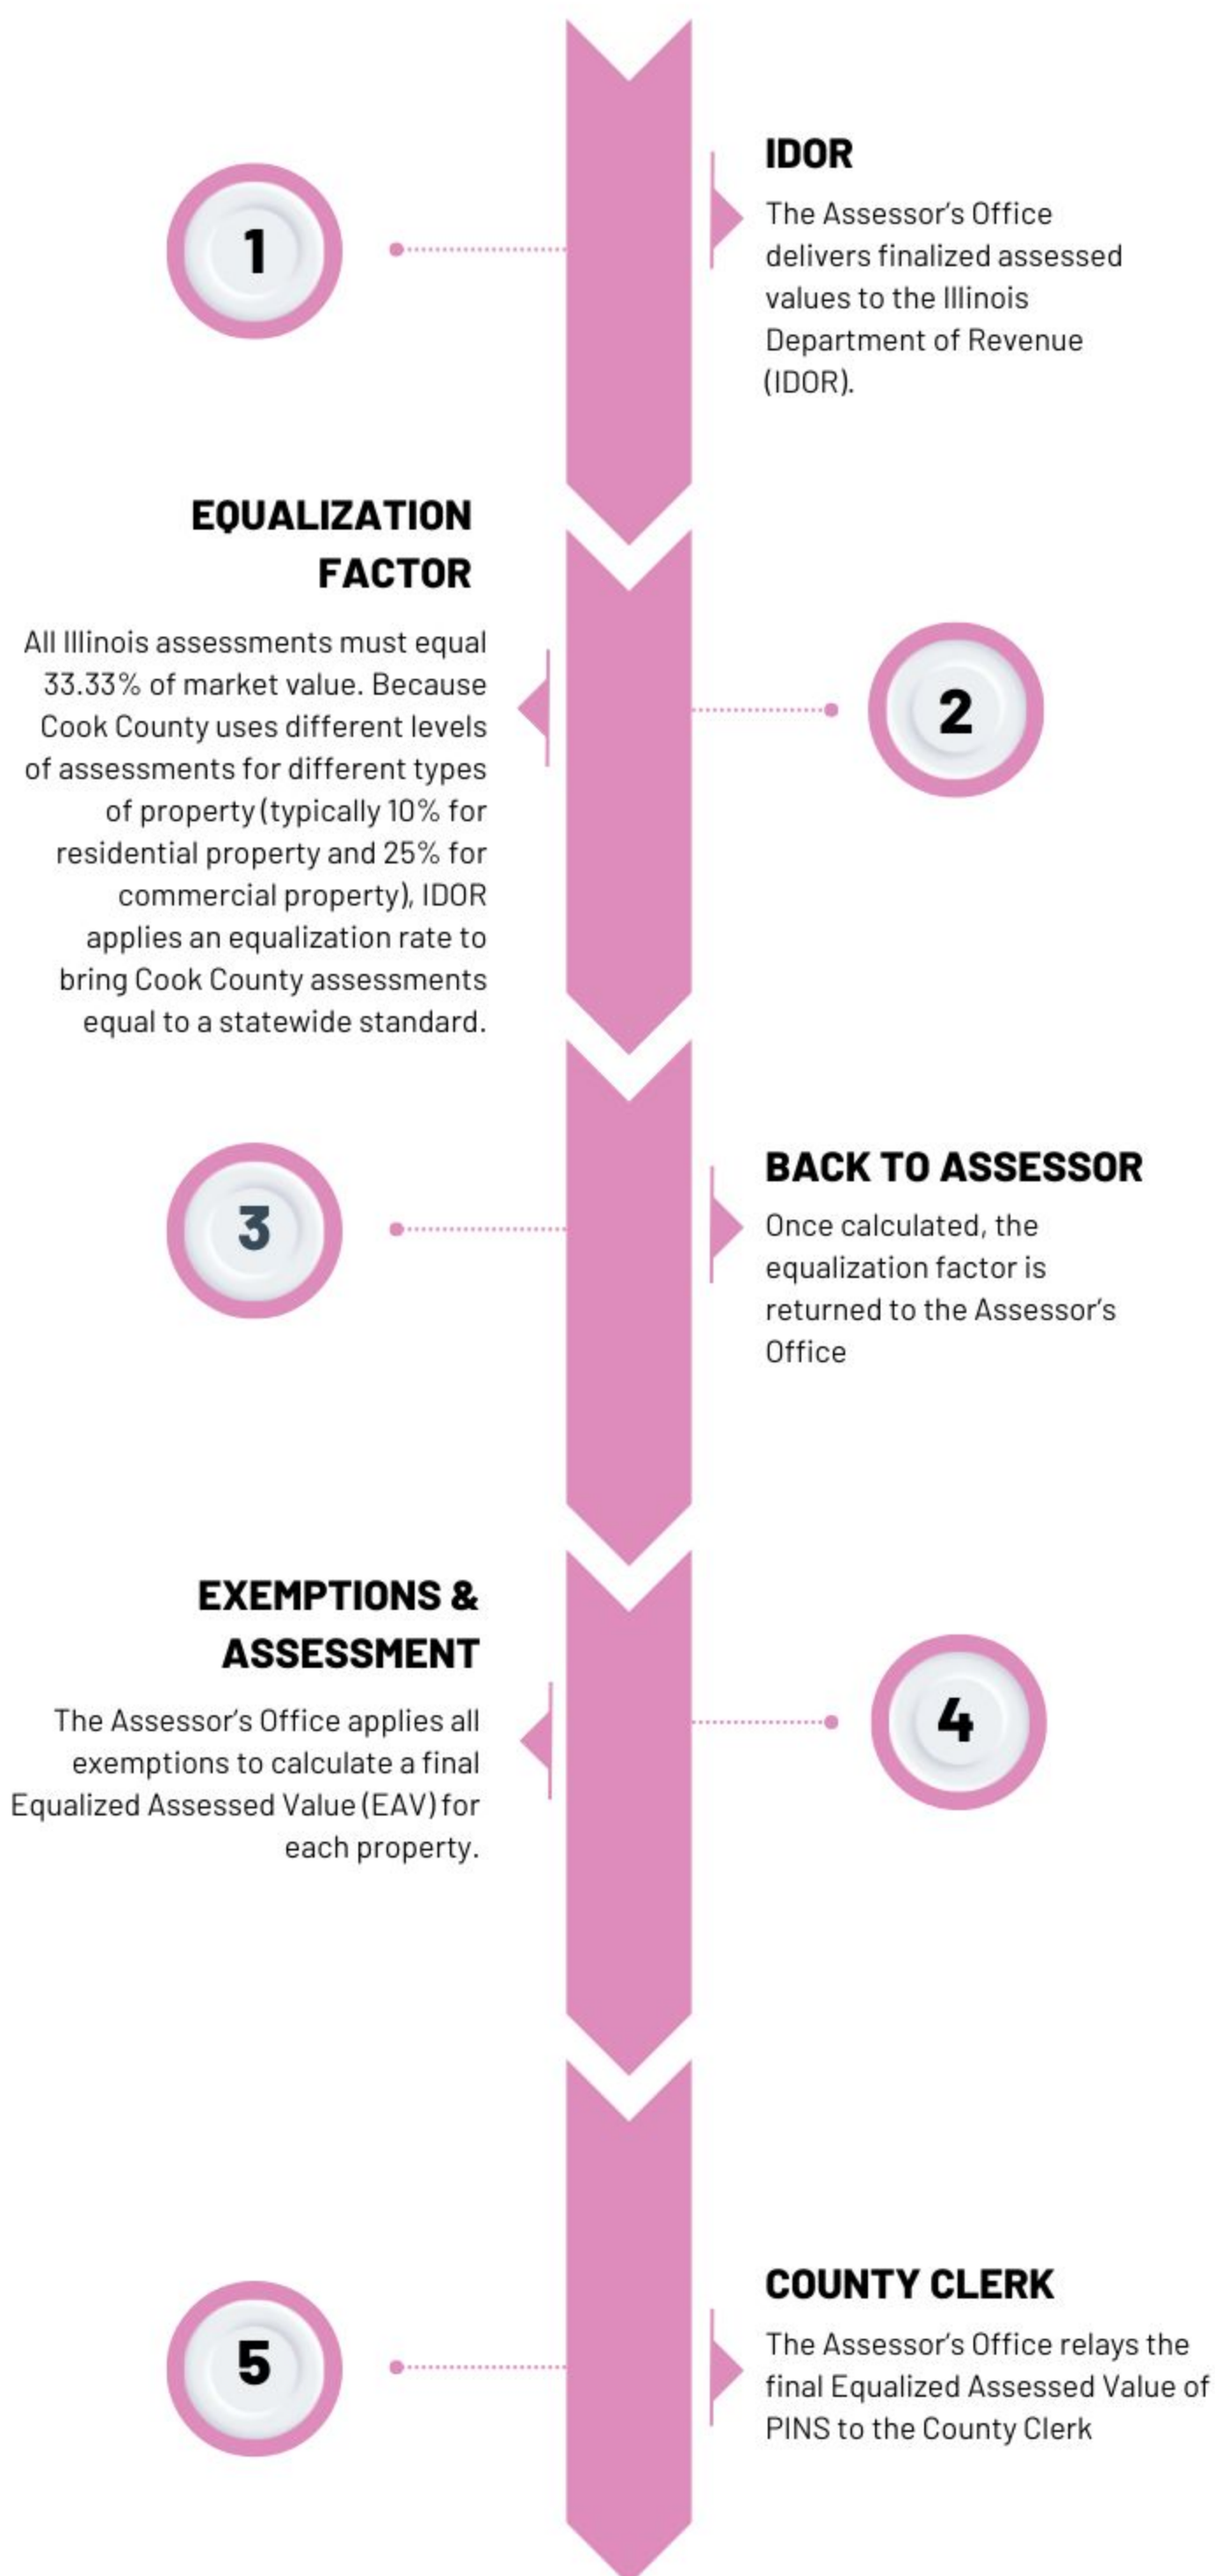 1
IDOR
The Assessor's Office
delivers finalized assessed
values to the Illinois
Department of Revenue
(IDOR).
EQUALIZATION
FACTOR
All Illinois assessments must equal
33.33% of market value. Because
Cook County uses different levels
of assessments for different types
of property (typically 10% for
residential property and 25% for
commercial property), IDOR
applies an equalization rate to
bring Cook County assessments
equal to a statewide standard.
2
3
BACK TO ASSESSOR
Once calculated, the
equalization factor is
returned to the Assessor's
Office
EXEMPTIONS &
ASSESSMENT
The Assessor's Office applies all
exemptions to calculate a final
Equalized Assessed Value (EAV) for
each property.
4
5
COUNTY CLERK
The Assessor's Office relays the
final Equalized Assessed Value of
PINS to the County Clerk